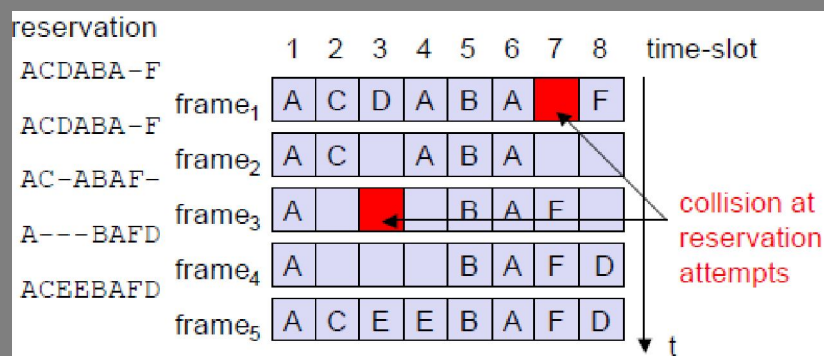 reservation
1 2 3 4 5 6 7 8 time-slot
ACDABA-F
frame1 A C D A B A F
ACDABA-F
frame2 A C A B A
AC-ABAF-
frame3 A B A F
collision at
reservation
attempts
A---BAFD
frame4 A B A F D
ACEEBAFD
frame5 A C E E B A F D
t